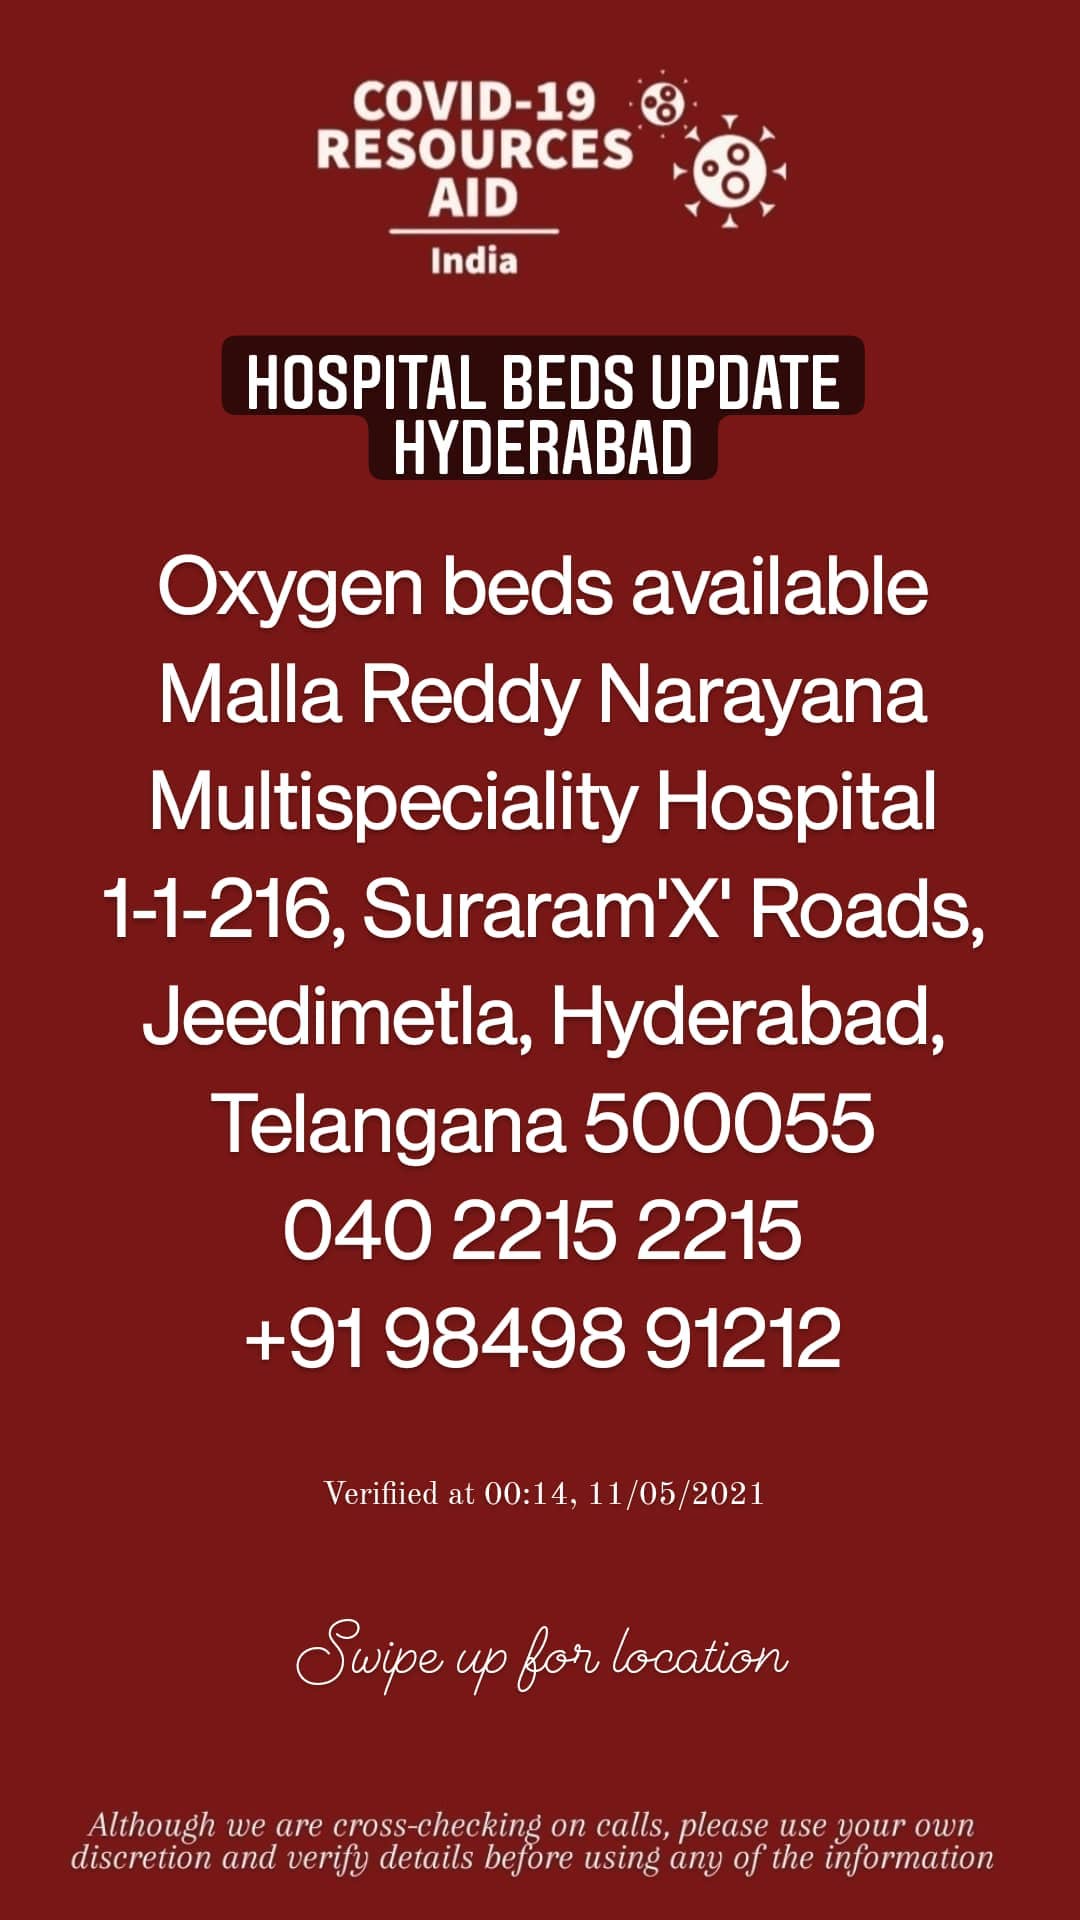 COVID-19
RESOURCES
AID
India
HOSPITAL BEDS UPDATE
HYDERABAD
Oxygen beds available
Malla Reddy Narayana
Multispeciality Hospital
1-1-216, Suraram'X' Roads,
Jeedimetla, Hyderabad,
Telangana 500055
040 2215 2215
+91 98498 91212
Verifiied at 00:14, 11/05/2021
Swipe up for location
Although we are cross-checking on calls, please use your own
discretion and verify details before using any of the information